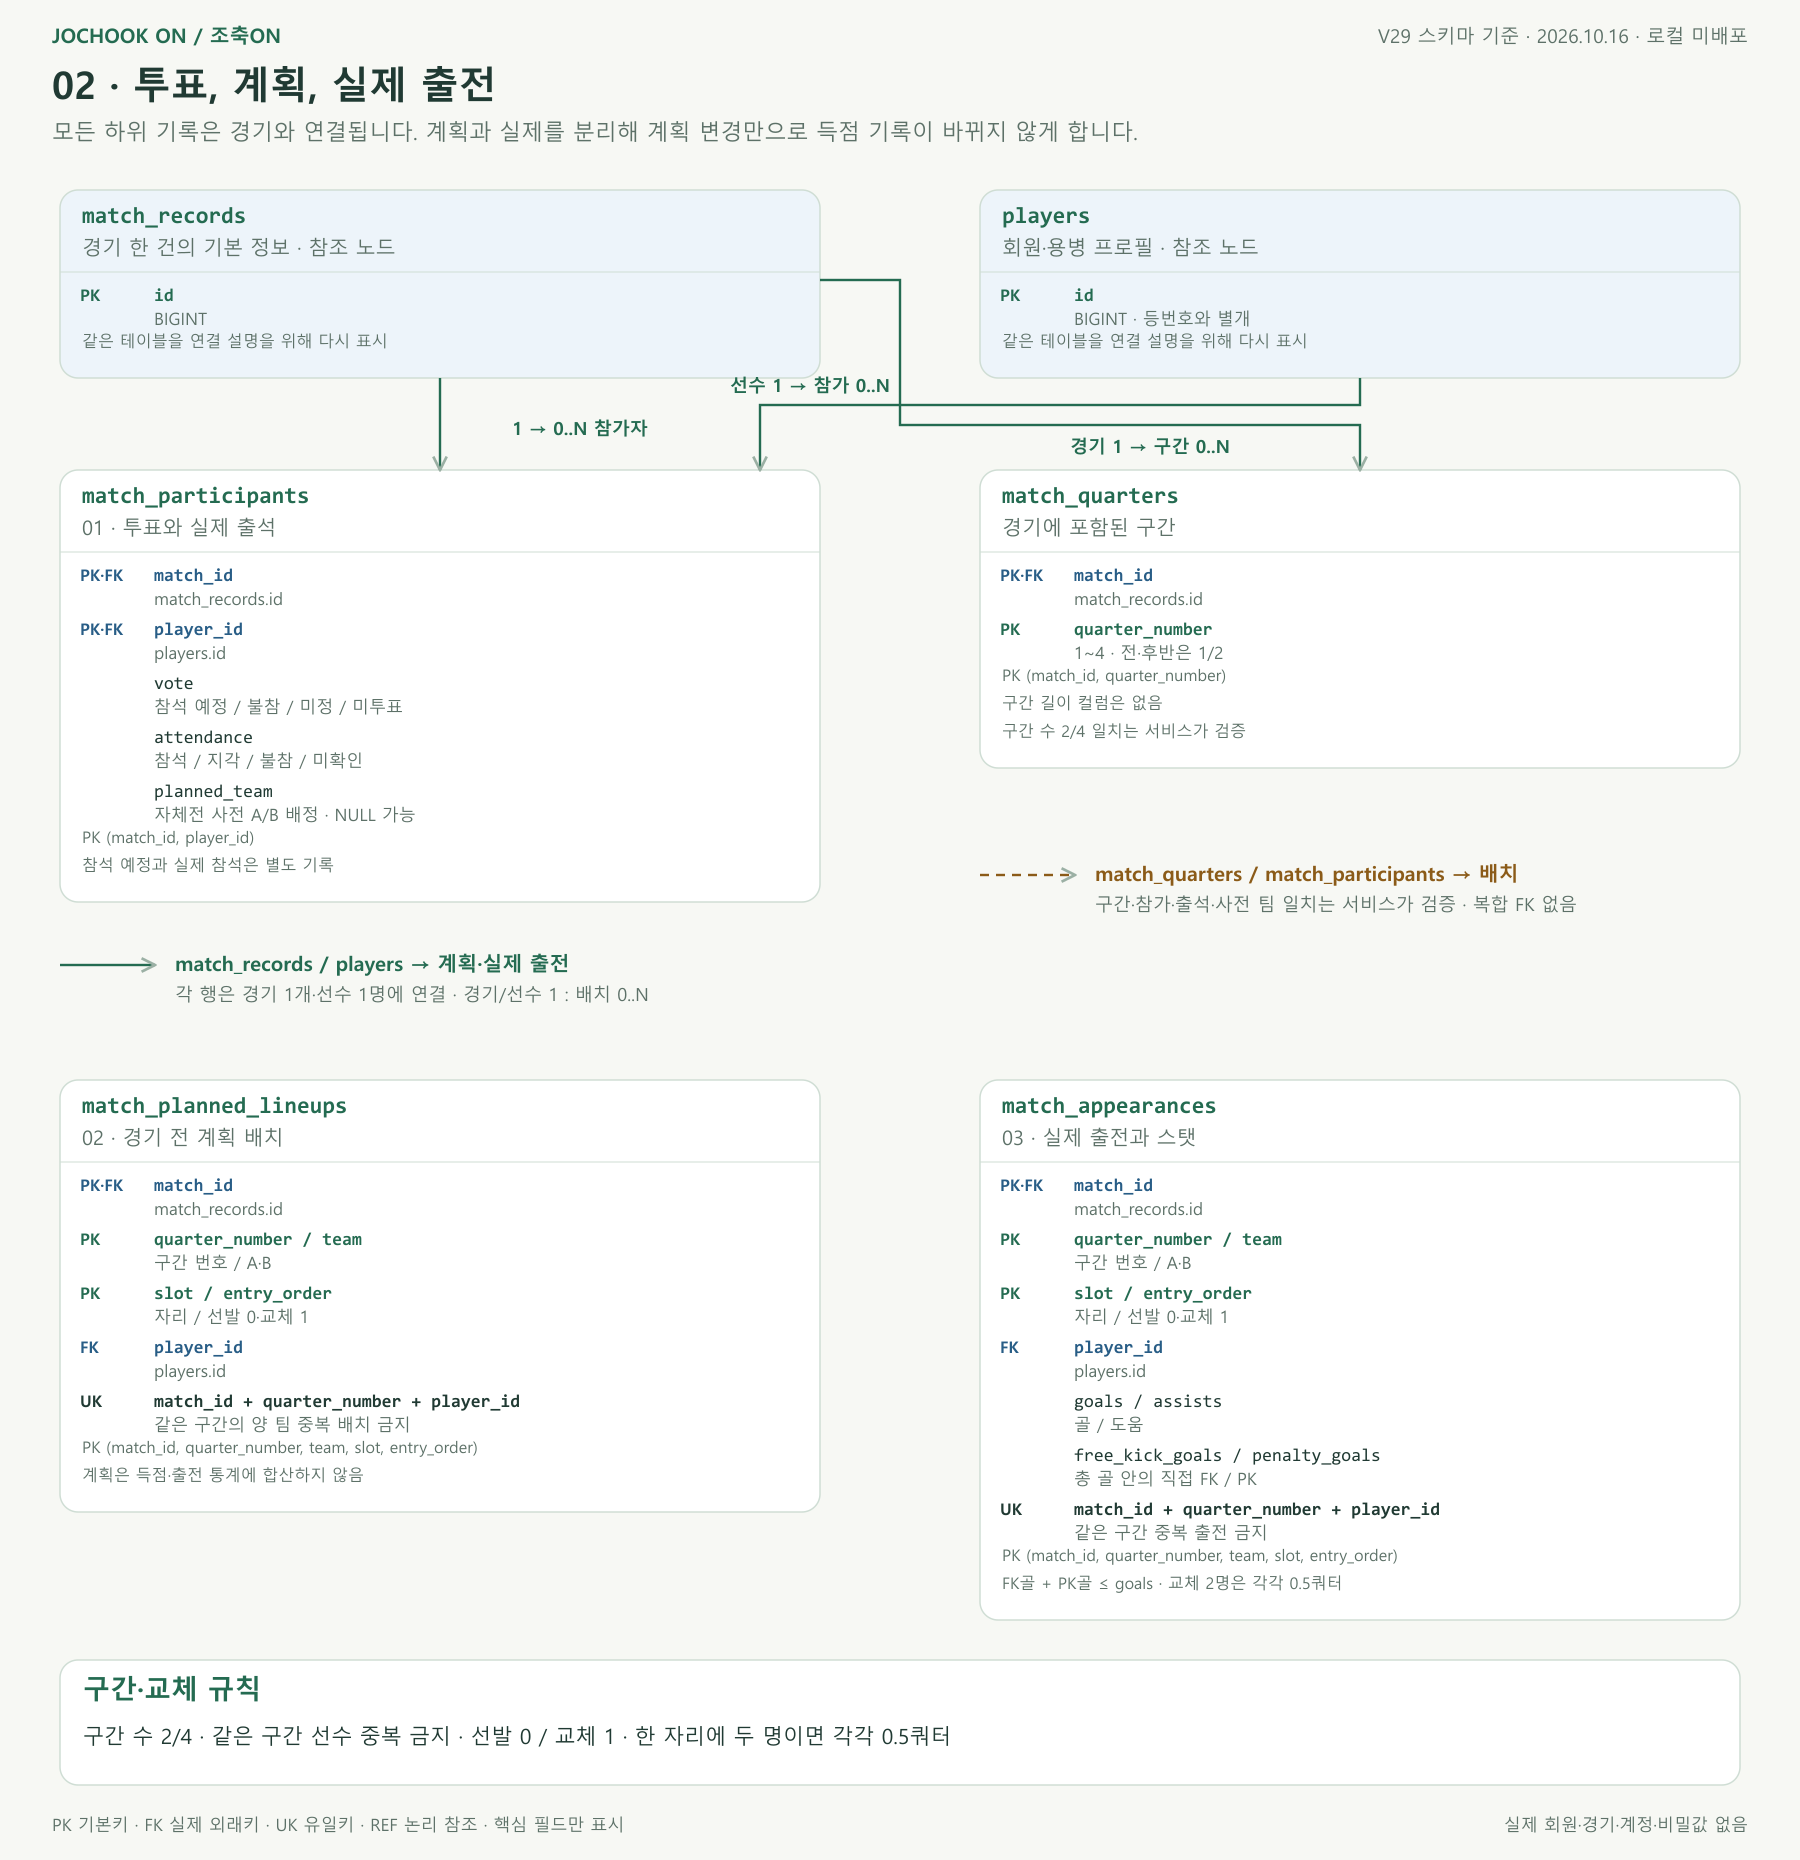 JOCHOOK ON / 조축ON
V29 스키마 기준 · 2026.10.16 · 로컬 미배포
02 · 투표, 계획, 실제 출전
모든 하위 기록은 경기와 연결됩니다. 계획과 실제를 분리해 계획 변경만으로 득점 기록이 바뀌지 않게 합니다.
match_records
경기 한 건의 기본 정보 · 참조 노드
PK id
BIGINT
같은 테이블을 연결 설명을 위해 다시 표시
players
회원·용병 프로필 · 참조 노드
PK id
BIGINT · 등번호와 별개
같은 테이블을 연결 설명을 위해 다시 표시
선수 1 → 참가 0..N
1 → 0..N 참가자
경기 1 → 구간 0..N
match_participants
01 · 투표와 실제 출석
PK·FK match_id
match_records.id
PK·FK player_id
players.id
vote
참석 예정 / 불참 / 미정 / 미투표
attendance
참석 / 지각 / 불참 / 미확인
planned_team
자체전 사전 A/B 배정 · NULL 가능
PK (match_id, player_id)
참석 예정과 실제 참석은 별도 기록
match_quarters
경기에 포함된 구간
PK·FK match_id
match_records.id
PK quarter_number
1~4 · 전·후반은 1/2
PK (match_id, quarter_number)
구간 길이 컬럼은 없음
구간 수 2/4 일치는 서비스가 검증
match_quarters / match_participants → 배치
구간·참가·출석·사전 팀 일치는 서비스가 검증 · 복합 FK 없음
match_records / players → 계획·실제 출전
각 행은 경기 1개·선수 1명에 연결 · 경기/선수 1 : 배치 0..N
match_planned_lineups
02 · 경기 전 계획 배치
PK·FK match_id
match_records.id
PK quarter_number / team
구간 번호 / A·B
PK slot / entry_order
자리 / 선발 0·교체 1
FK player_id
players.id
UK match_id + quarter_number + player_id
같은 구간의 양 팀 중복 배치 금지
PK (match_id, quarter_number, team, slot, entry_order)
계획은 득점·출전 통계에 합산하지 않음
match_appearances
03 · 실제 출전과 스탯
PK·FK match_id
match_records.id
PK quarter_number / team
구간 번호 / A·B
PK slot / entry_order
자리 / 선발 0·교체 1
FK player_id
players.id
goals / assists
골 / 도움
free_kick_goals / penalty_goals
총 골 안의 직접 FK / PK
UK match_id + quarter_number + player_id
같은 구간 중복 출전 금지
PK (match_id, quarter_number, team, slot, entry_order)
FK골 + PK골 ≤ goals · 교체 2명은 각각 0.5쿼터
구간·교체 규칙
구간 수 2/4 · 같은 구간 선수 중복 금지 · 선발 0 / 교체 1 · 한 자리에 두 명이면 각각 0.5쿼터
PK 기본키 · FK 실제 외래키 · UK 유일키 · REF 논리 참조 · 핵심 필드만 표시
실제 회원·경기·계정·비밀값 없음